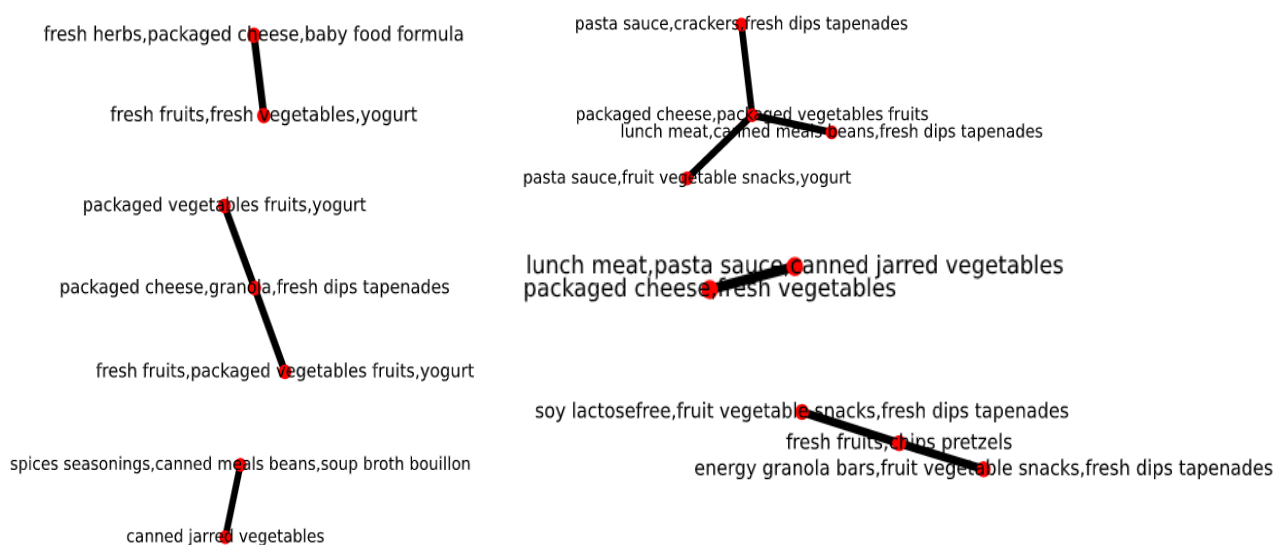 fresh herbs,packaged cheese,baby food formula
fresh fruits,fresh vegetables,yogurt
packaged vegetables fruits,yogurt
packaged cheese,granola,fresh dips tapenades
fresh fruits,packaged vegetables fruits,yogurt
spices seasonings,canned meals beans,soup broth bouillon
canned jarred vegetables
pasta sauce,crackers,fresh dips tapenades
packaged cheese,packaged vegetables fruits
lunch meat,canned meals beans,fresh dips tapenades
pasta sauce,fruit vegetable snacks,yogurt
lunch meat,pasta sauce,canned jarred vegetables
packaged cheese,fresh vegetables
soy lactosefree,fruit vegetable snacks,fresh dips tapenades
fresh fruits,chips pretzels
energy granola bars,fruit vegetable snacks,fresh dips tapenades